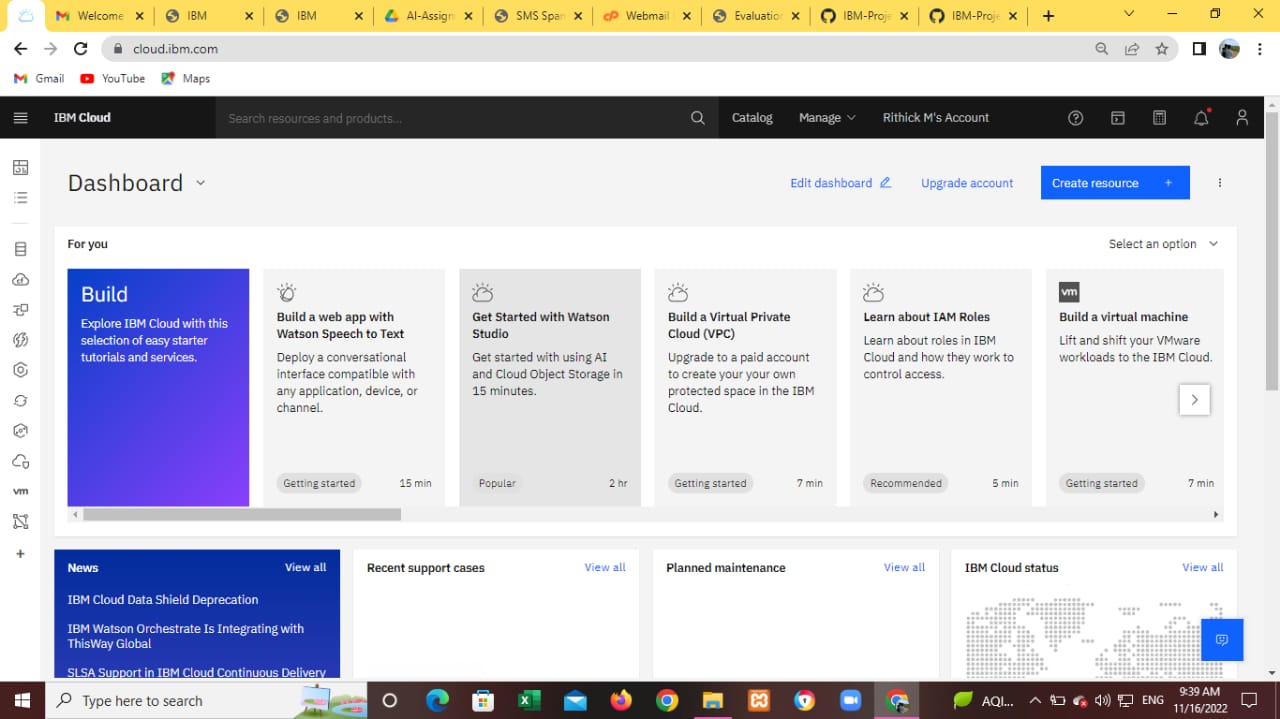 Welcome
IBM
IBM
AI-Assign
SMS Spam
Webmail
Evaluation
IBM-Proje
IBM-Proje
cloud.ibm.com
Gmail
YouTube
Maps
IBM Cloud
Search resources and products...
Catalog
Manage
Rithick M's Account
Dashboard
Edit dashboard
Upgrade account
Create resource +
For you
Select an option
Build
Explore IBM Cloud with this
selection of easy starter
tutorials and services.
Build a web app with
Watson Speech to Text
Deploy a conversational
interface compatible with
any application, device, or
channel.
Getting started 15 min
Get Started with Watson
Studio
Get started with using AI
and Cloud Object Storage in
15 minutes.
Popular 2 hr
Build a Virtual Private
Cloud (VPC)
Upgrade to a paid account
to create your your own
protected space in the IBM
Cloud.
Getting started 7 min
Learn about IAM Roles
Learn about roles in IBM
Cloud and how they work to
control access.
Recommended 5 min
vm
Build a virtual machine
Lift and shift your VMware
workloads to the IBM Cloud.
Getting started 7 min
vm
News View all
IBM Cloud Data Shield Deprecation
IBM Watson Orchestrate Is Integrating with
ThisWay Global
SLSA Support in IBM Cloud Continuous Delivery
Recent support cases View all
Planned maintenance View all
IBM Cloud status View all
Type here to search
AQI...
ENG
9:39 AM
11/16/2022